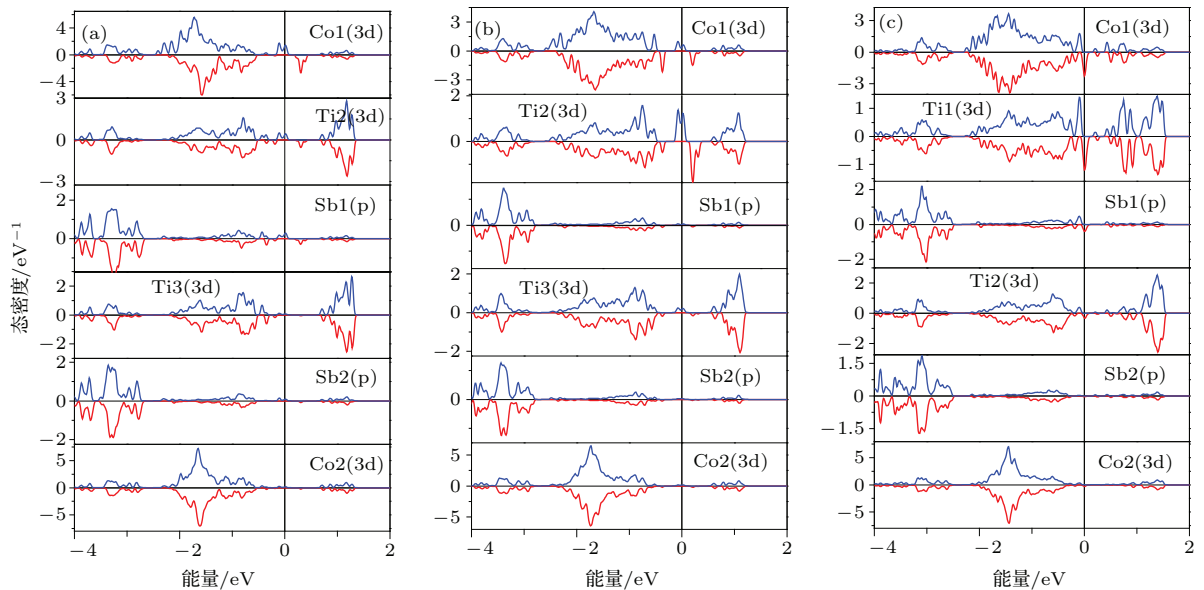 态密度/eV⁻¹
(a)
Co1(3d)
4
0
−4
3
Ti2(3d)
0
−3
2
Sb1(p)
0
2
Ti3(3d)
0
−2
2
Sb2(p)
0
−2
5
Co2(3d)
0
−5
−4 −2 0 2
能量/eV
(b)
Co1(3d)
3
0
−3
2
Ti2(3d)
0
2
Sb1(p)
0
2
Ti3(3d)
0
−2
2
Sb2(p)
0
5
Co2(3d)
0
−5
−4 −2 0 2
能量/eV
(c)
Co1(3d)
3
0
−3
1
Ti1(3d)
0
−1
2
Sb1(p)
0
−2
2
Ti2(3d)
0
−2
1.5
Sb2(p)
0
−1.5
5
Co2(3d)
0
−5
−4 −2 0 2
能量/eV